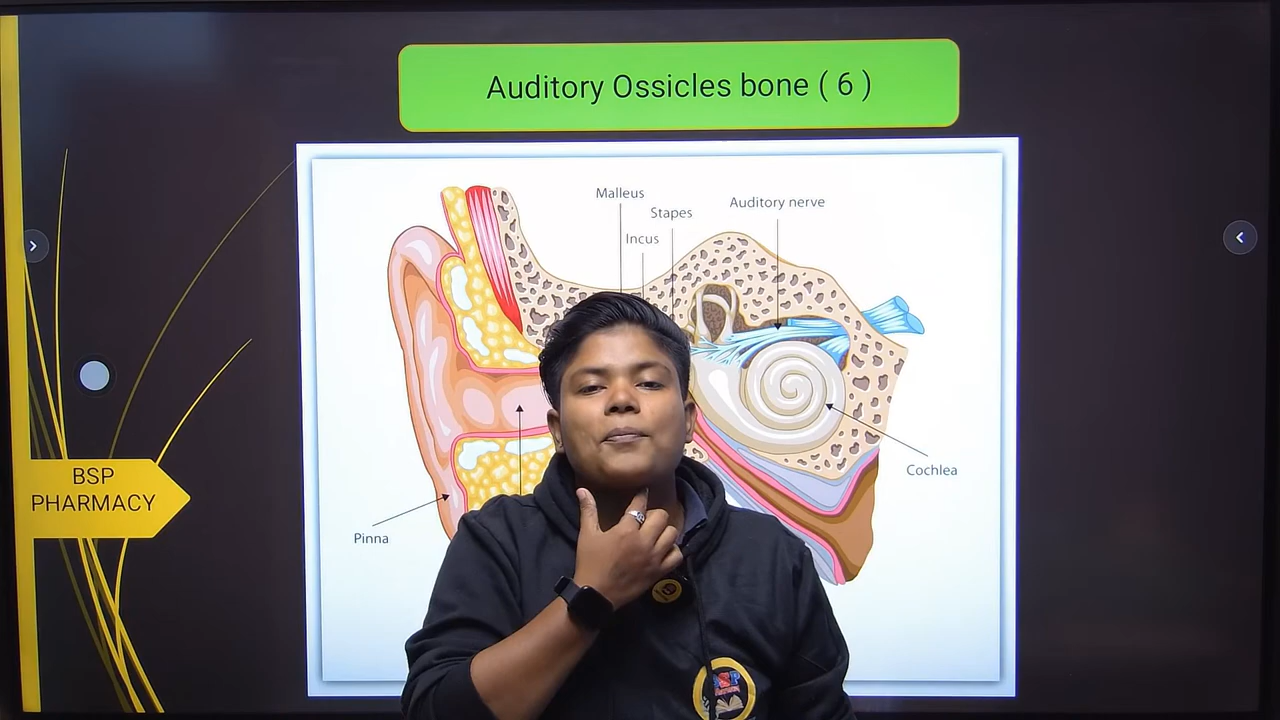 Auditory Ossicles bone ( 6 )
Malleus
Stapes
Auditory nerve
Incus
Cochlea
Pinna
BSP
PHARMACY